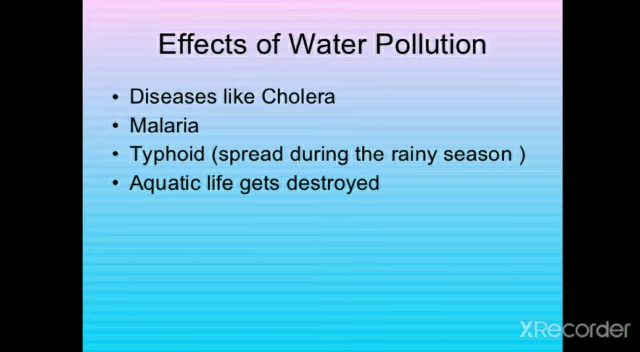 Effects of Water Pollution
• Diseases like Cholera
• Malaria
• Typhoid (spread during the rainy season )
• Aquatic life gets destroyed
XRecorder